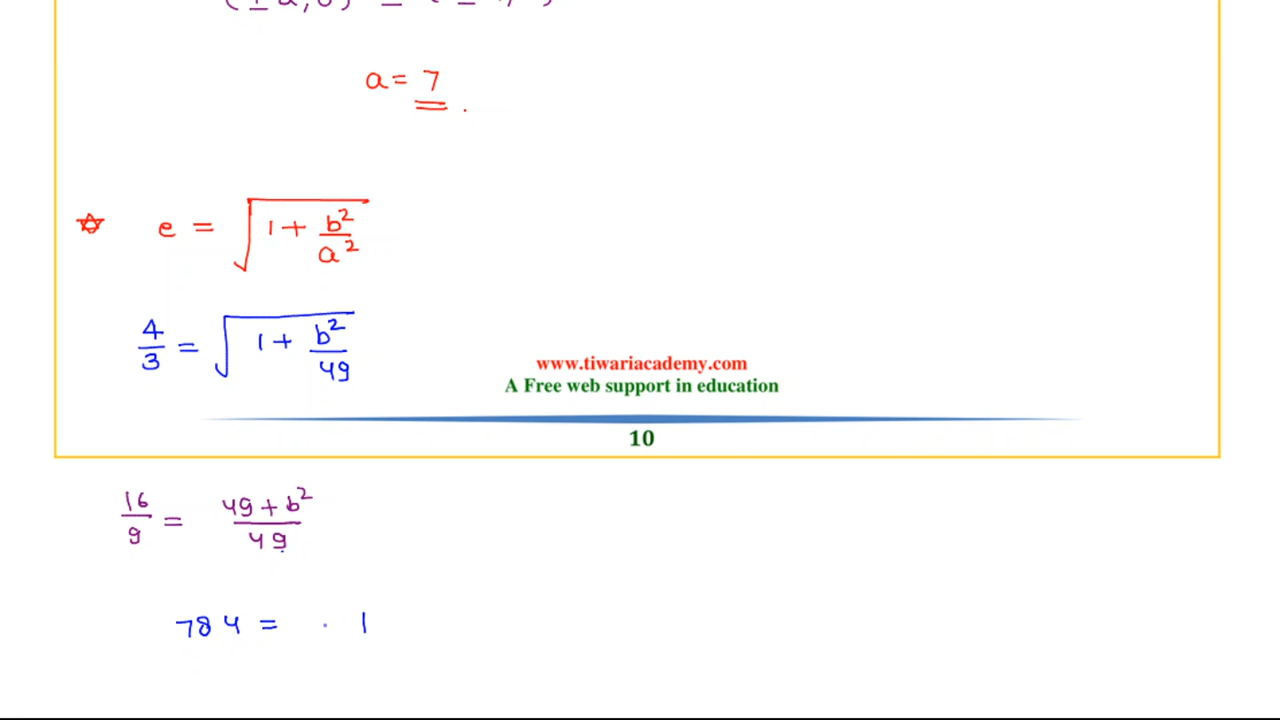 a = 7
e = √(1 + b²/a²)
4/3 = √(1 + b²/49)
www.tiwariacademy.com
A Free web support in education
10
16/9 = (49 + b²)/49
784 = 1